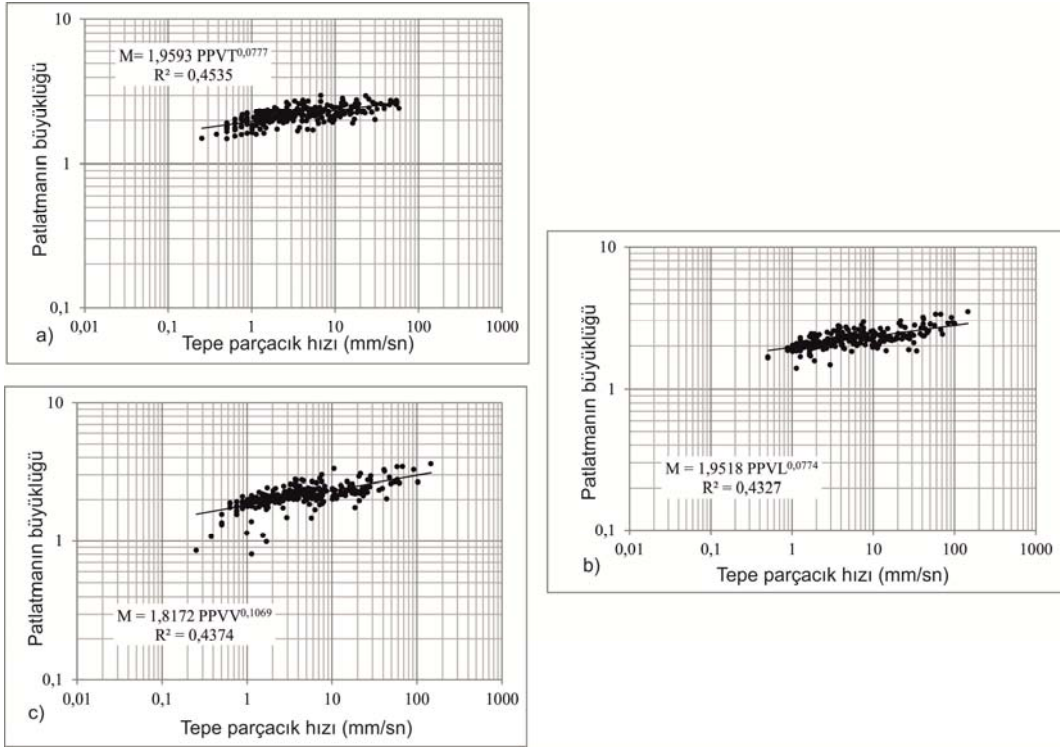 10
M= 1,9593 PPVT^0,0777
R² = 0,4535
Patlatmanın büyüklüğü
1
0,1
0,01 0,1 1 10 100 1000
a)
Tepe parçacık hızı (mm/sn)
10
Patlatmanın büyüklüğü
1
M = 1,9518 PPVL^0,0774
R² = 0,4327
0,1
0,01 0,1 1 10 100 1000
b)
Tepe parçacık hızı (mm/sn)
10
Patlatmanın büyüklüğü
1
M = 1,8172 PPVV^0,1069
R² = 0,4374
0,1
0,01 0,1 1 10 100 1000
c)
Tepe parçacık hızı (mm/sn)